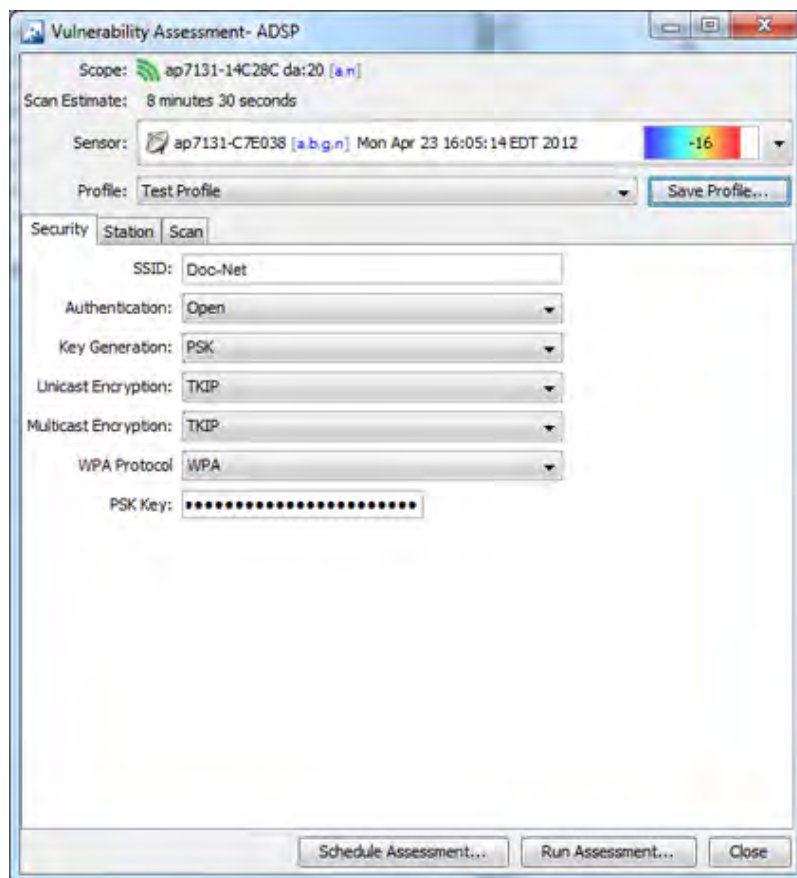 Vulnerability Assessment- ADSP
Scope: ap7131-14C28C da:20 [a.n]
Scan Estimate: 8 minutes 30 seconds
Sensor: ap7131-C7E038 [a.b.g.n] Mon Apr 23 16:05:14 EDT 2012 -16
Profile: Test Profile Save Profile...
Security Station Scan
SSID: Doc-Net
Authentication: Open
Key Generation: PSK
Unicast Encryption: TKIP
Multicast Encryption: TKIP
WPA Protocol WPA
PSK Key: ••••••••••••••••••••••••
Schedule Assessment... Run Assessment... Close